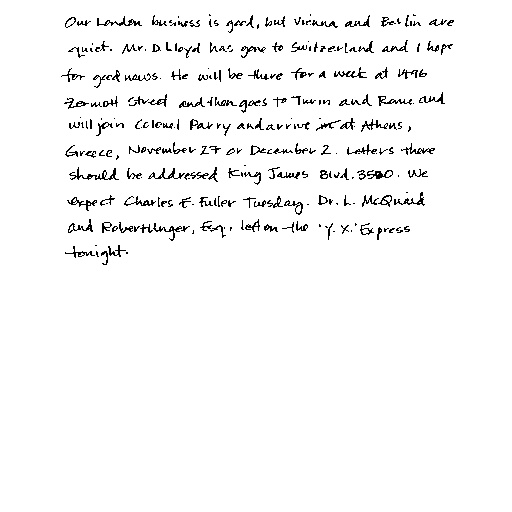 Our London business is good, but Vienna and Berlin are
quiet. Mr. D. Lloyd has gone to Switzerland and I hope
for good news. He will be there for a week at 1496
Zermott Street and then goes to Turin and Rome and
will join Colonel Parry and arrive at Athens,
Greece, November 27 or December 2. Letters there
should be addressed King James Blvd. 3580. We
expect Charles E. Fuller Tuesday. Dr. L. McQuaid
and Robert Unger, Esq. left on the "Y.X." Express
tonight.